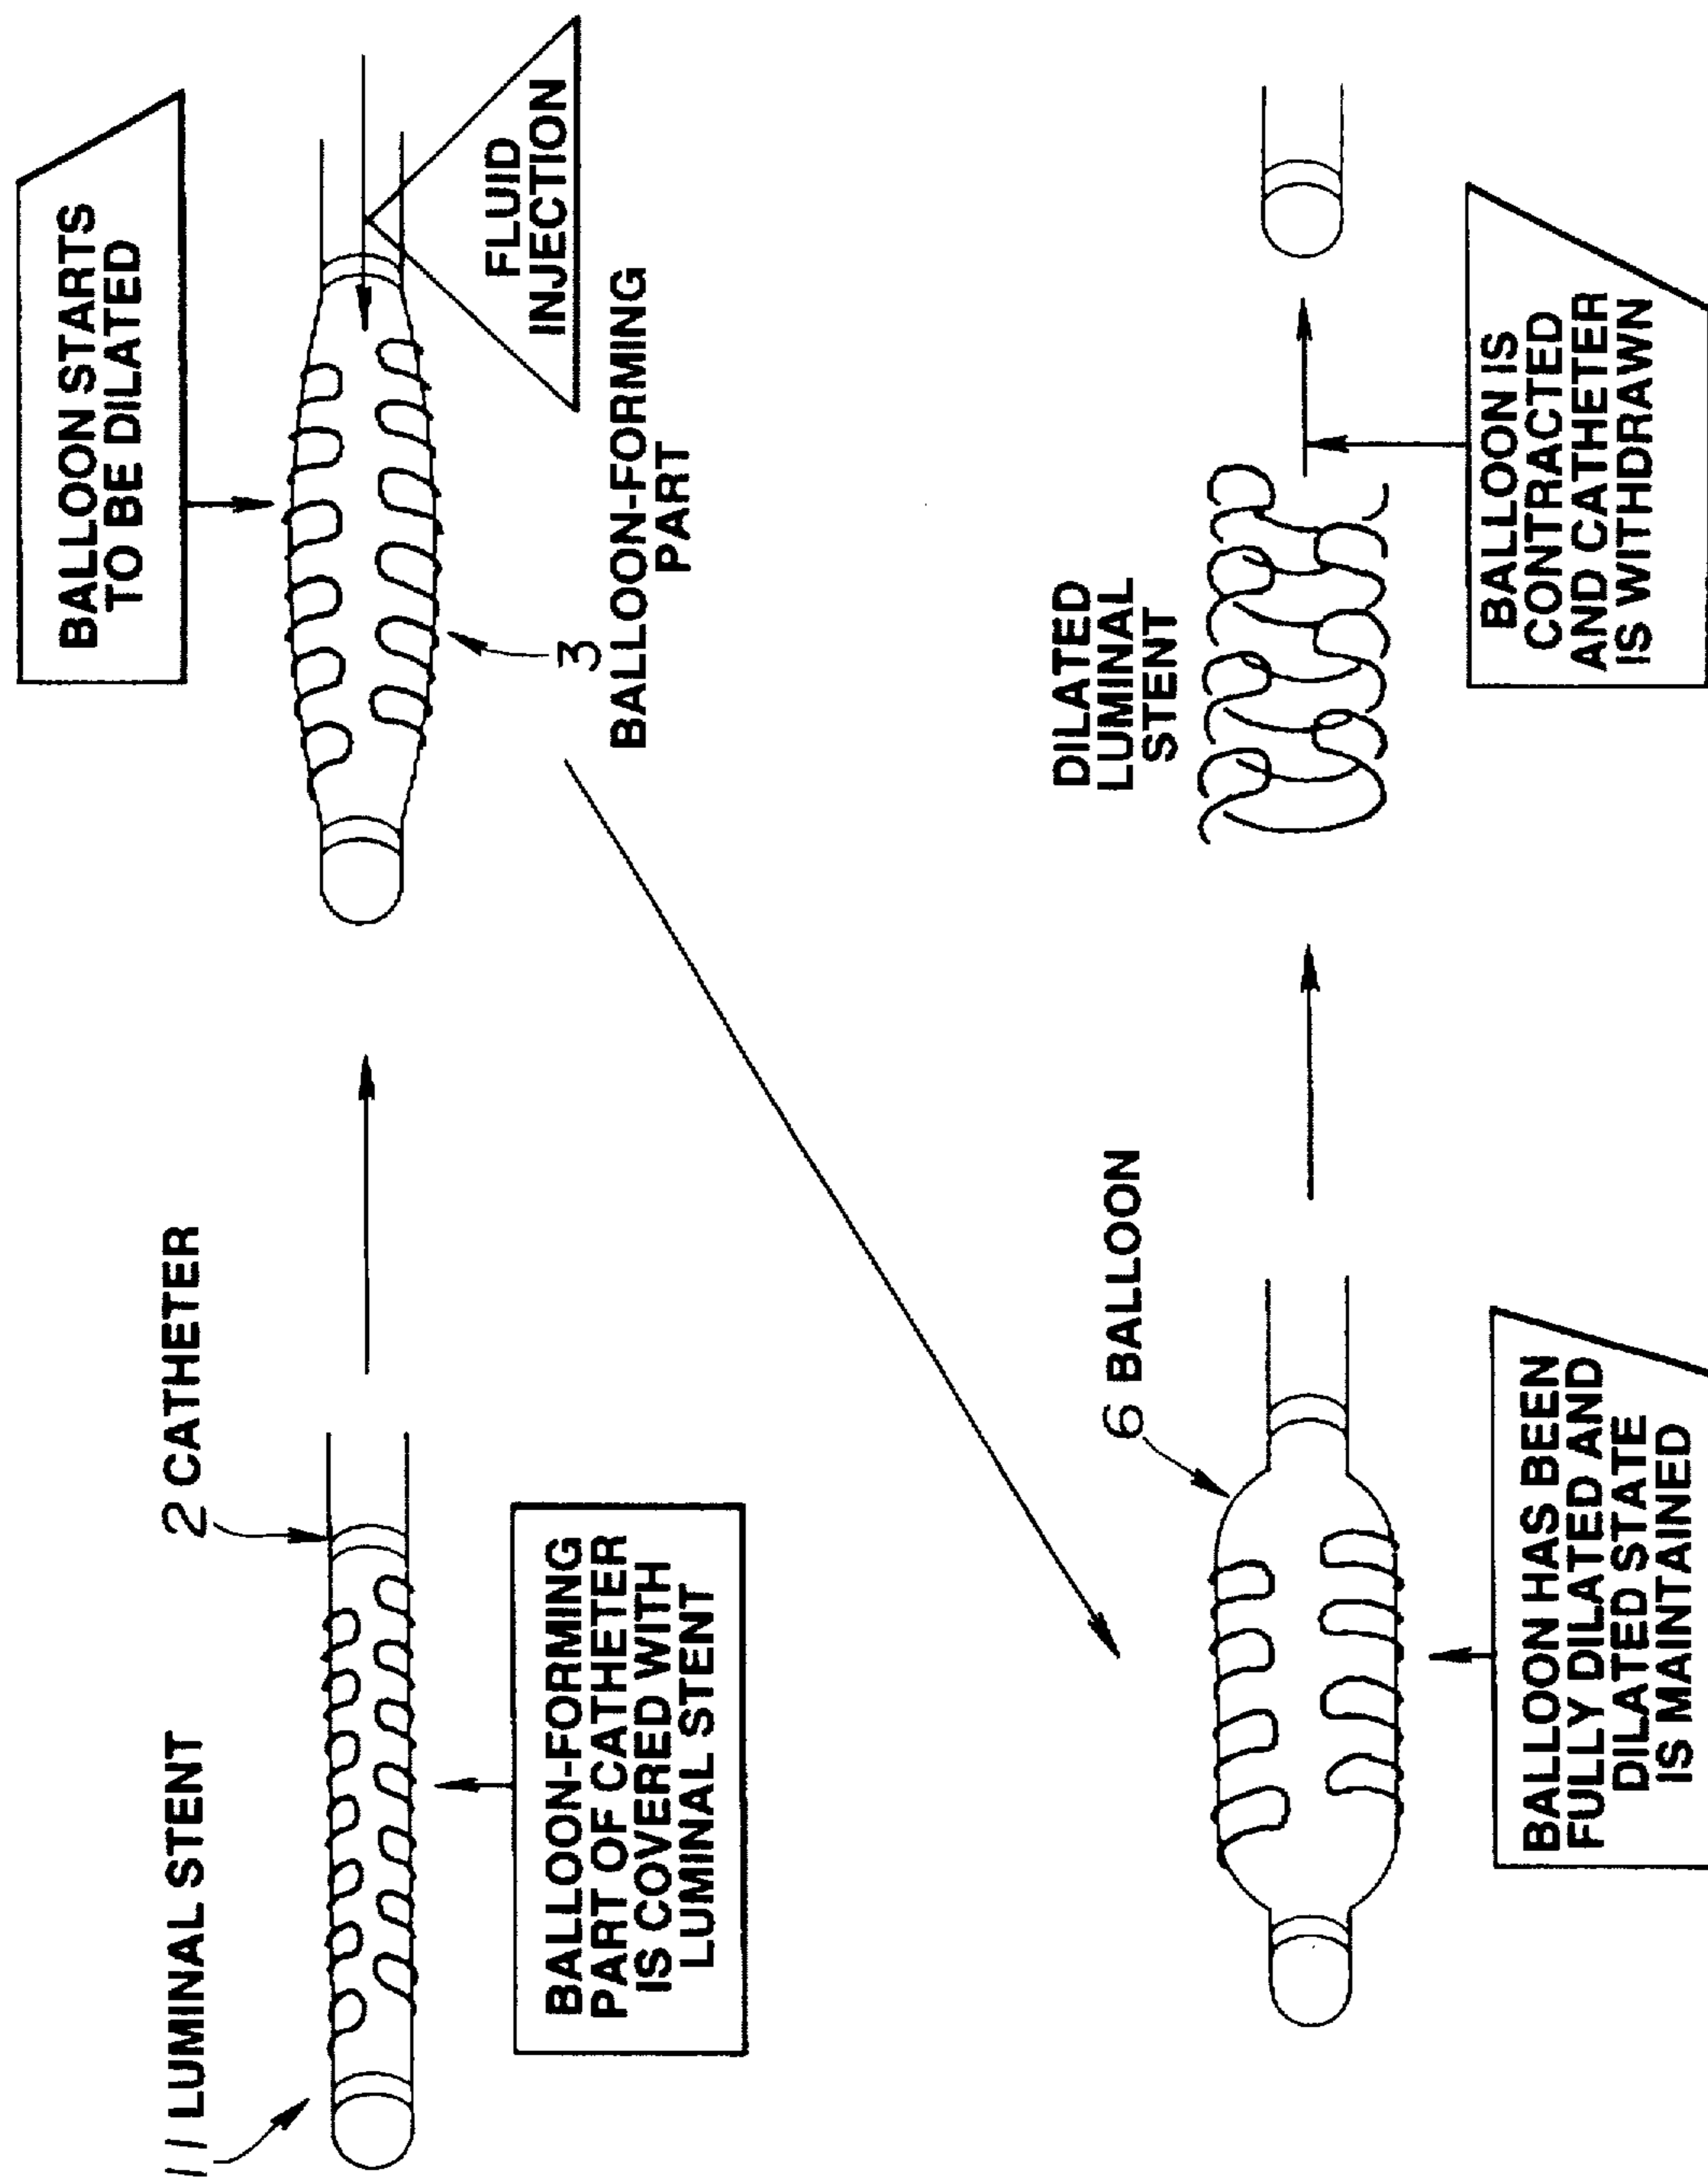 11 LUMINAL STENT
2 CATHETER
BALLOON-FORMING
PART OF CATHETER
IS COVERED WITH
LUMINAL STENT
BALLOON STARTS
TO BE DILATED
FLUID
INJECTION
3
BALLOON-FORMING
PART
6 BALLOON
BALLOON HAS BEEN
FULLY DILATED AND
DILATED STATE
IS MAINTAINED
DILATED
LUMINAL
STENT
BALLOON IS
CONTRACTED
AND CATHETER
IS WITHDRAWN